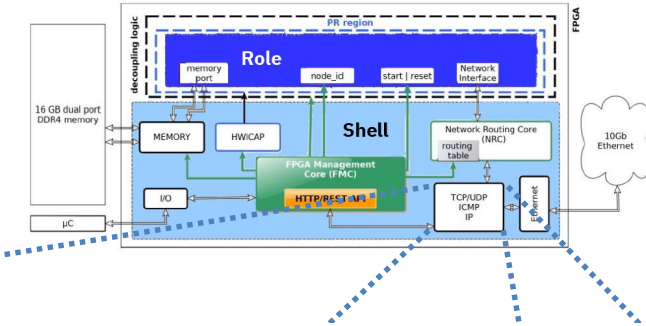 PR region
FPGA
decoupling logic
Role
memory
port
node_id
start | reset
Network
Interface
16 GB dual port
DDR4 memory
MEMORY
HWICAP
Shell
Network Routing Core
(NRC)
routing
table
10Gb
Ethernet
FPGA Management
Core (FMC)
HTTP/REST API
I/O
TCP/UDP
ICMP
IP
Ethernet
µC